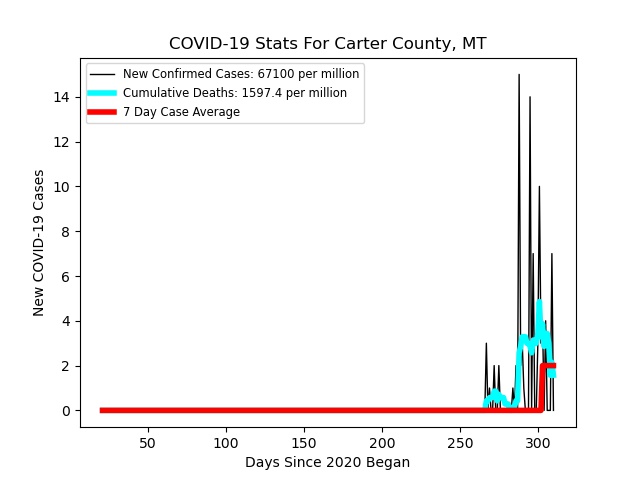 COVID-19 Stats For Carter County, MT
New Confirmed Cases: 67100 per million
Cumulative Deaths: 1597.4 per million
7 Day Case Average
New COVID-19 Cases
14
12
10
8
6
4
2
0
50 100 150 200 250 300
Days Since 2020 Began